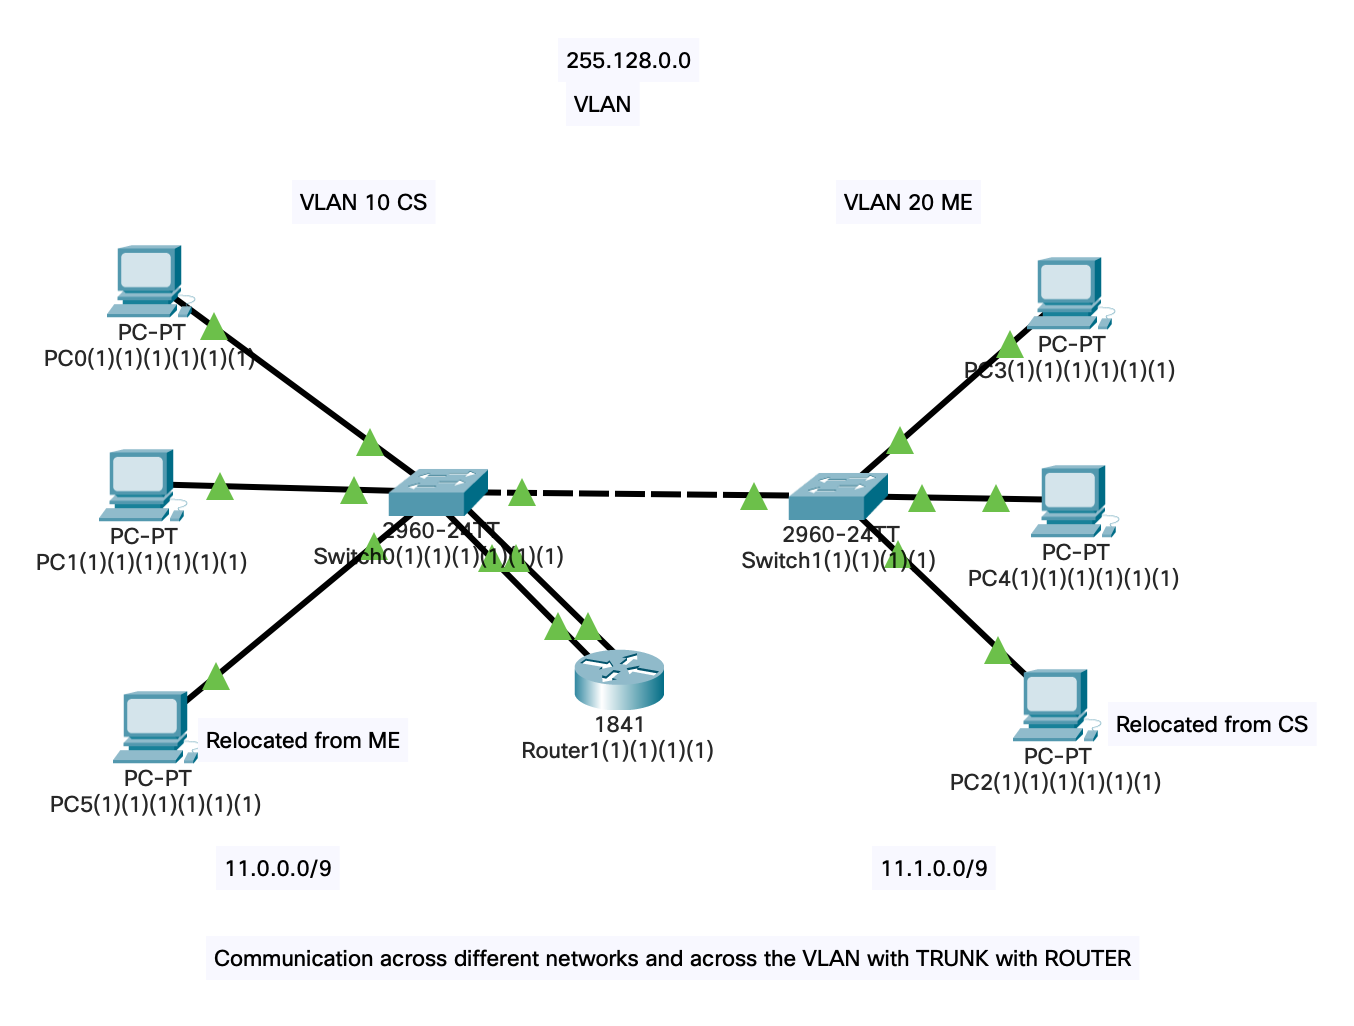 255.128.0.0
VLAN
VLAN 10 CS
VLAN 20 ME
PC-PT
PC0(1)(1)(1)(1)(1)(1)
PC-PT
PC3(1)(1)(1)(1)(1)(1)
PC-PT
PC1(1)(1)(1)(1)(1)(1)
2960-24TT
Switch0(1)(1)(1)(1)(1)(1)
2960-24TT
Switch1(1)(1)(1)(1)
PC-PT
PC4(1)(1)(1)(1)(1)(1)
Relocated from ME
PC-PT
PC5(1)(1)(1)(1)(1)(1)
1841
Router1(1)(1)(1)(1)
Relocated from CS
PC-PT
PC2(1)(1)(1)(1)(1)(1)
11.0.0.0/9
11.1.0.0/9
Communication across different networks and across the VLAN with TRUNK with ROUTER